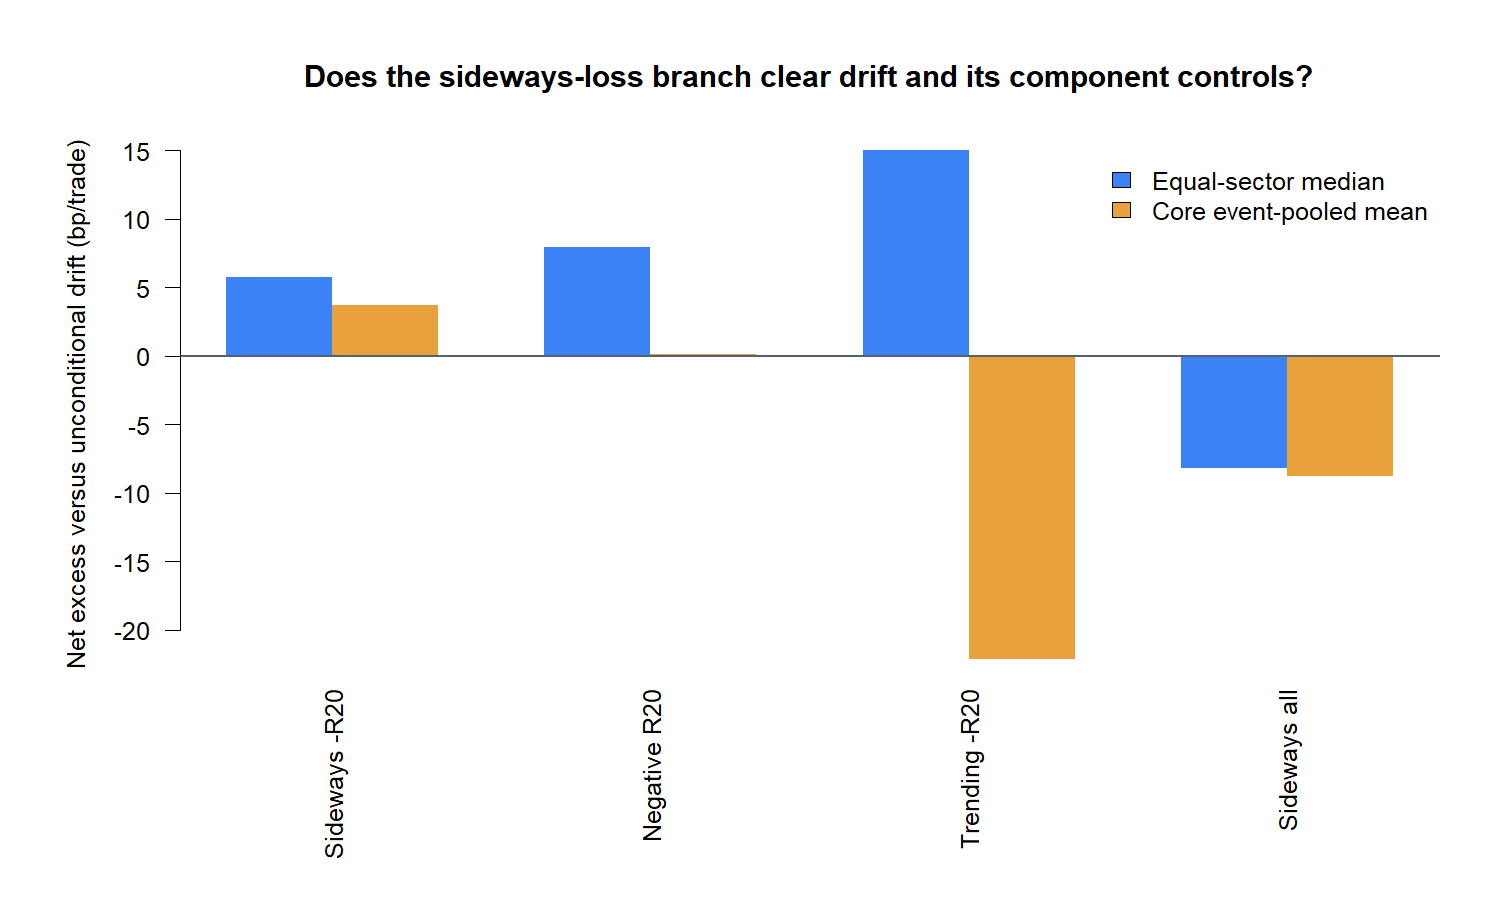 Does the sideways-loss branch clear drift and its component controls?
Net excess versus unconditional drift (bp/trade)
15
10
5
0
-5
-10
-15
-20
Equal-sector median
Core event-pooled mean
Sideways -R20
Negative R20
Trending -R20
Sideways all